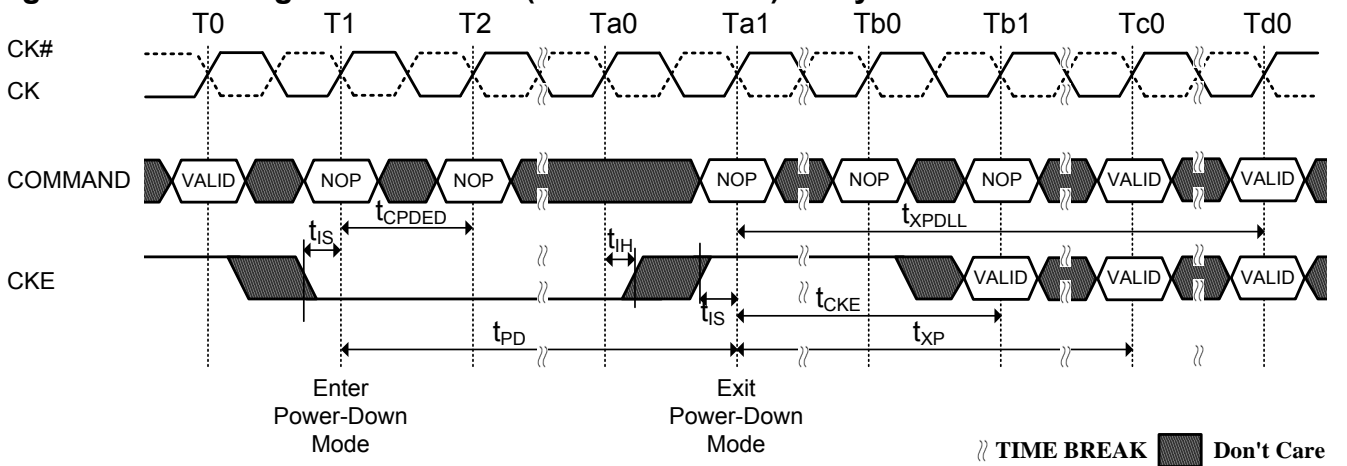 T0 T1 T2 Ta0 Ta1 Tb0 Tb1 Tc0 Td0
CK#
CK
COMMAND VALID NOP NOP NOP NOP NOP VALID VALID
tCPDED tXPDLL
tIS tIH
CKE VALID VALID VALID
tIS tCKE
tPD tXP
Enter
Power-Down
Mode
Exit
Power-Down
Mode
TIME BREAK Don't Care